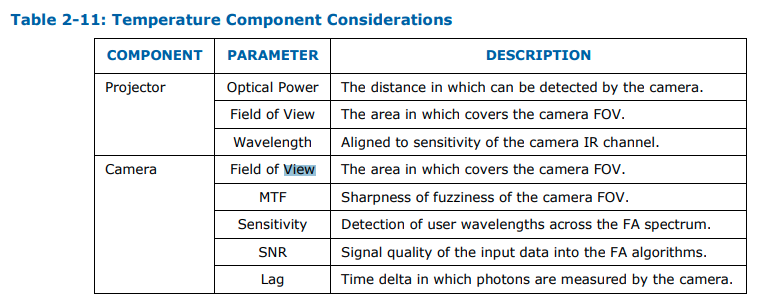 Table 2-11: Temperature Component Considerations
COMPONENT PARAMETER DESCRIPTION
Projector Optical Power The distance in which can be detected by the camera.
Field of View The area in which covers the camera FOV.
Wavelength Aligned to sensitivity of the camera IR channel.
Camera Field of View The area in which covers the camera FOV.
MTF Sharpness of fuzziness of the camera FOV.
Sensitivity Detection of user wavelengths across the FA spectrum.
SNR Signal quality of the input data into the FA algorithms.
Lag Time delta in which photons are measured by the camera.